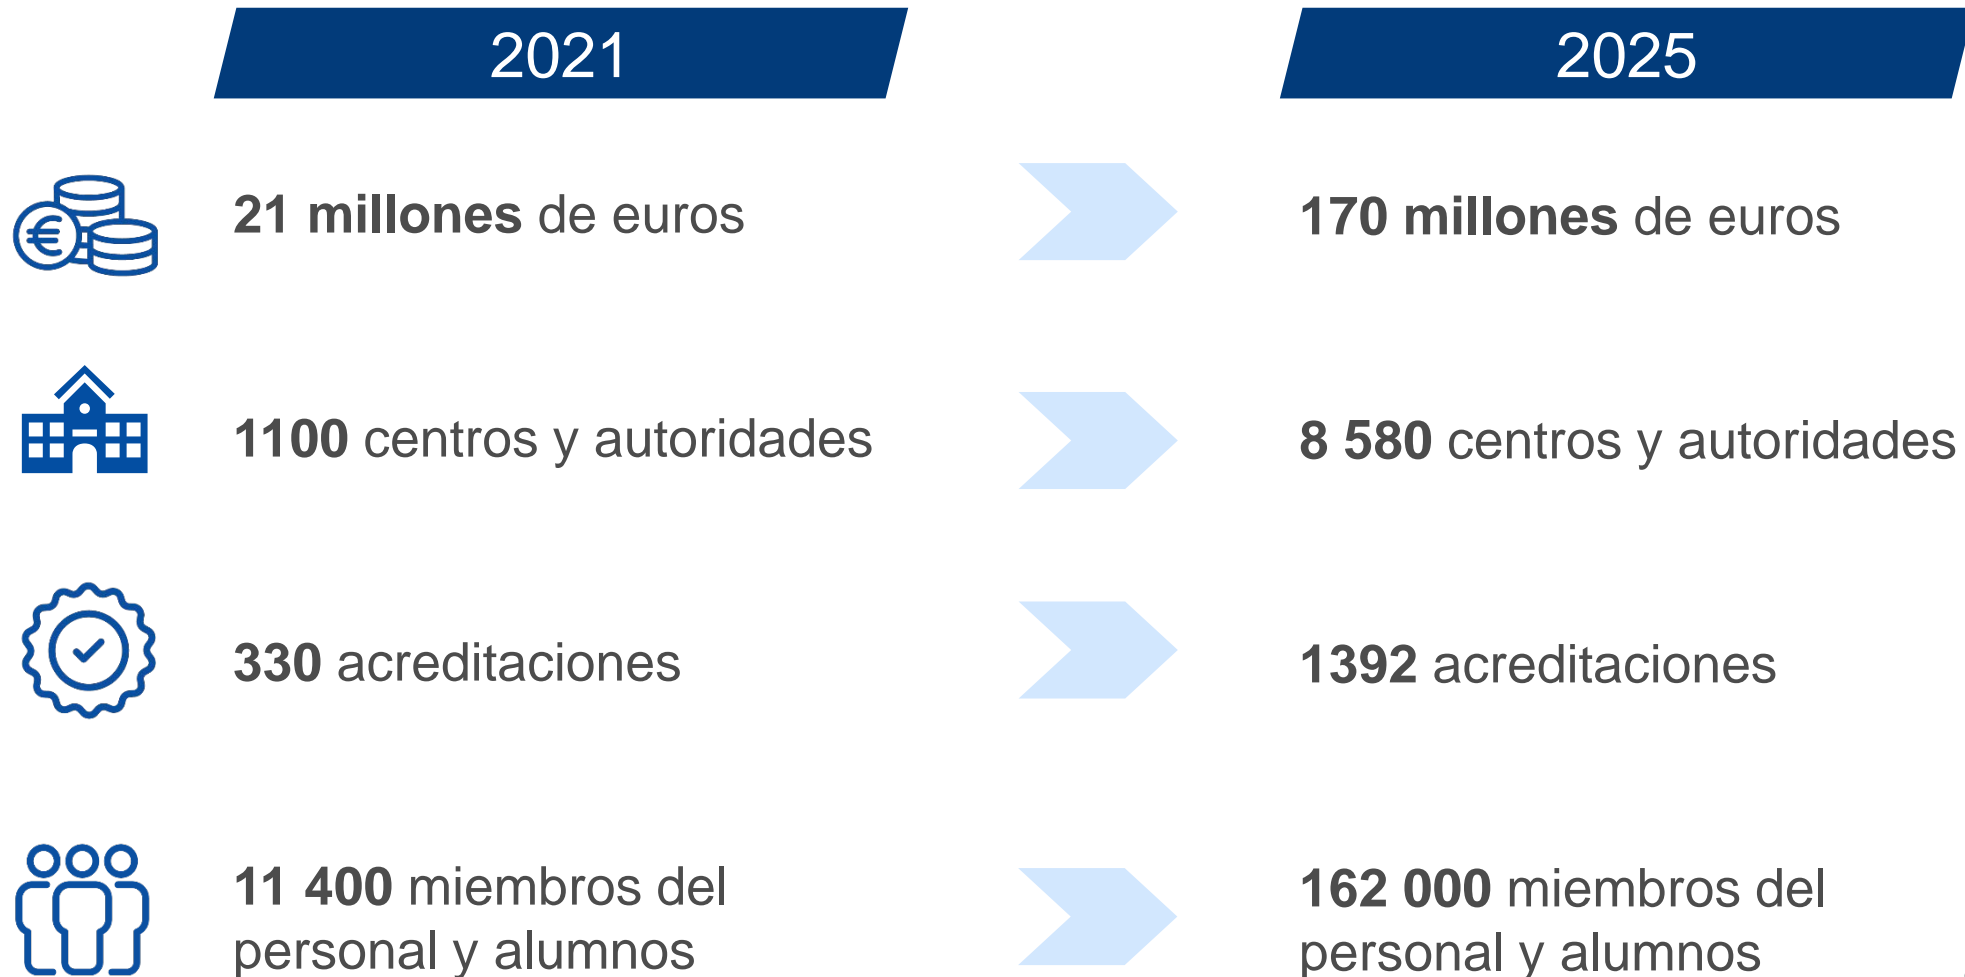 2021
2025
21 millones de euros
170 millones de euros
1100 centros y autoridades
8 580 centros y autoridades
330 acreditaciones
1392 acreditaciones
11 400 miembros del
personal y alumnos
162 000 miembros del
personal y alumnos